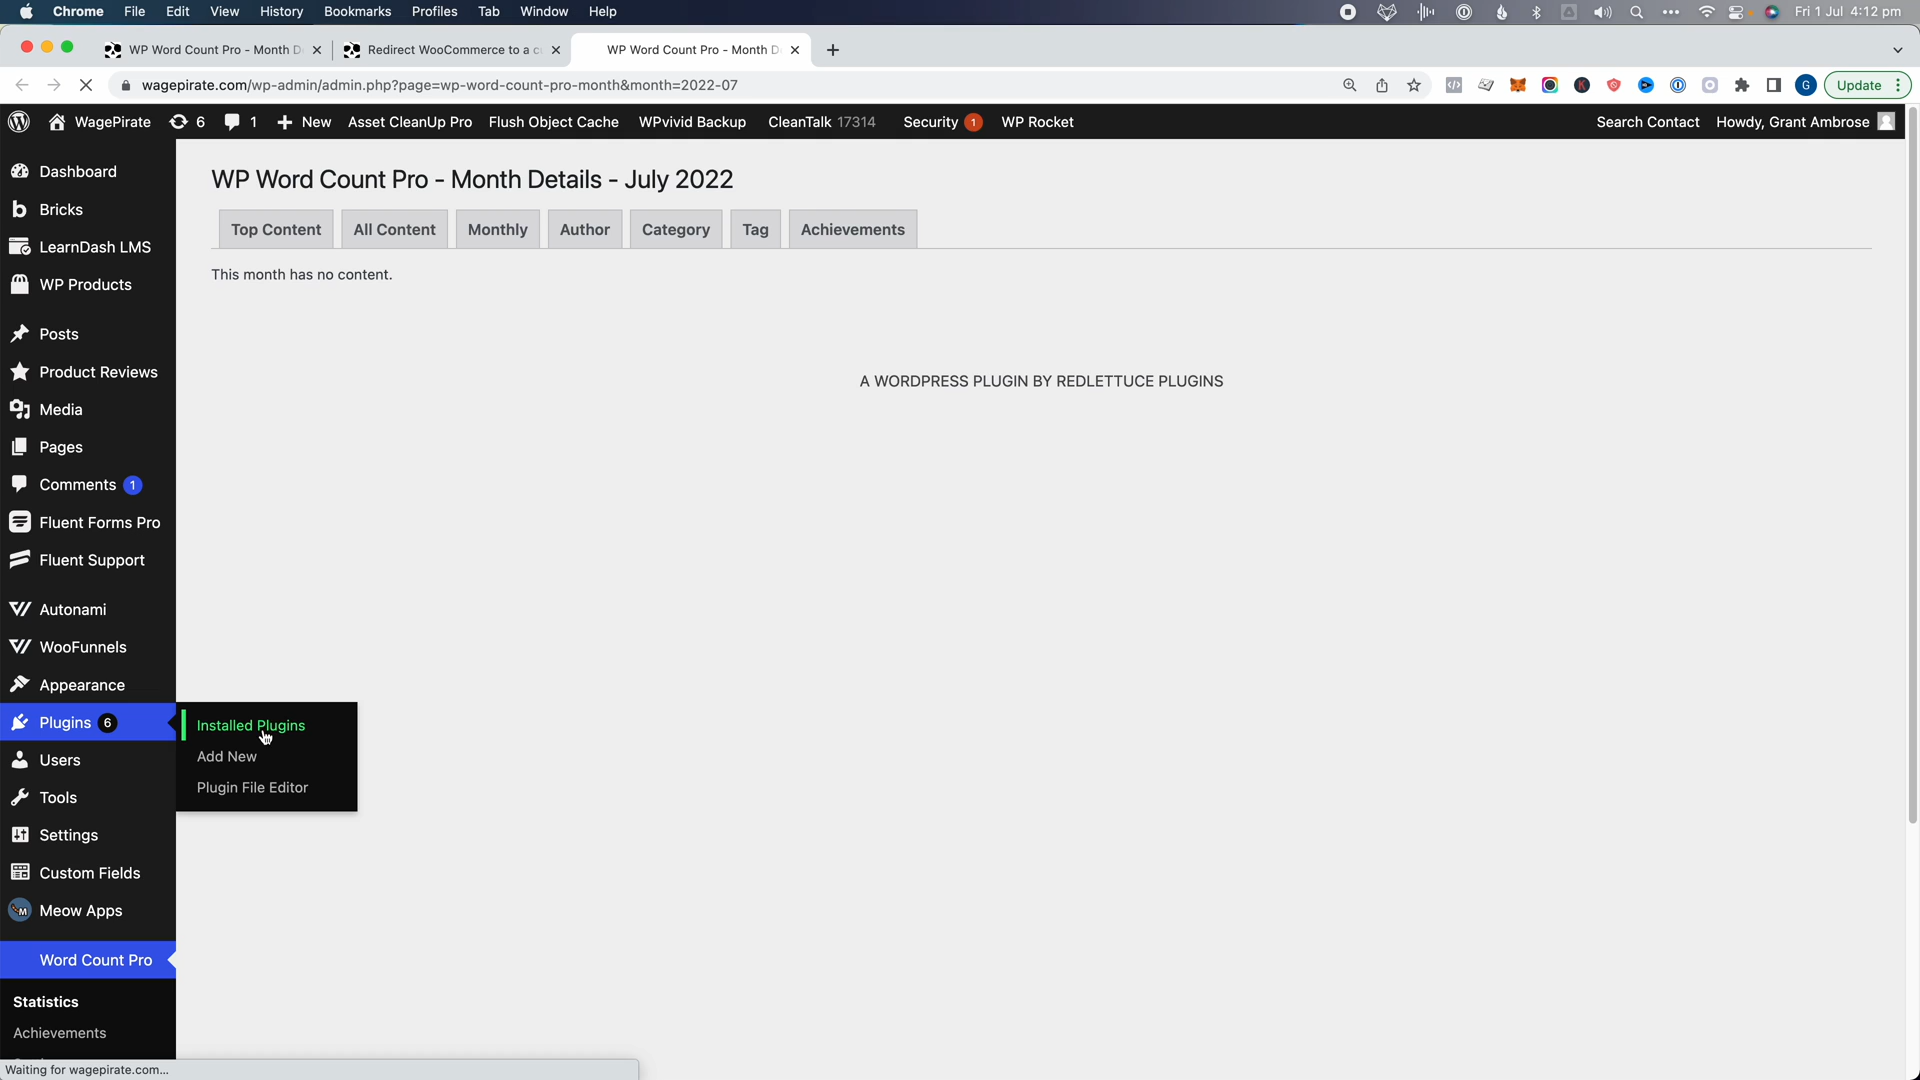 Chrome File Edit View History Bookmarks Profiles Tab Window Help Fri 1 Jul 4:12 pm
WP Word Count Pro - Month D Redirect WooCommerce to a c WP Word Count Pro - Month D
wagepirate.com/wp-admin/admin.php?page=wp-word-count-pro-month&month=2022-07 G Update
WagePirate 6 1 New Asset CleanUp Pro Flush Object Cache WPvivid Backup CleanTalk 17314 Security 1 WP Rocket Search Contact Howdy, Grant Ambrose
Dashboard
Bricks
LearnDash LMS
WP Products
Posts
Product Reviews
Media
Pages
Comments 1
Fluent Forms Pro
Fluent Support
Autonami
WooFunnels
Appearance
Plugins 6
Users
Tools
Settings
Custom Fields
Meow Apps
Word Count Pro
Statistics
Achievements
Installed Plugins
Add New
Plugin File Editor
WP Word Count Pro - Month Details - July 2022
Top Content All Content Monthly Author Category Tag Achievements
This month has no content.
A WORDPRESS PLUGIN BY REDLETTUCE PLUGINS
Waiting for wagepirate.com...